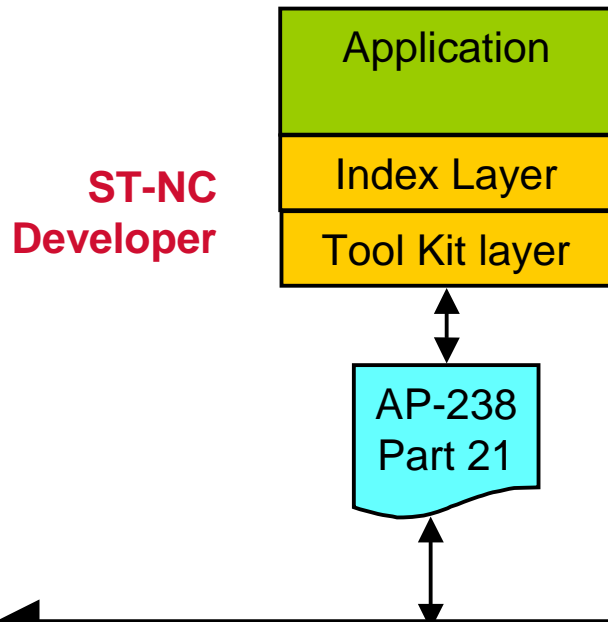 Application
Index Layer
Tool Kit layer
ST-NC
Developer
AP-238
Part 21